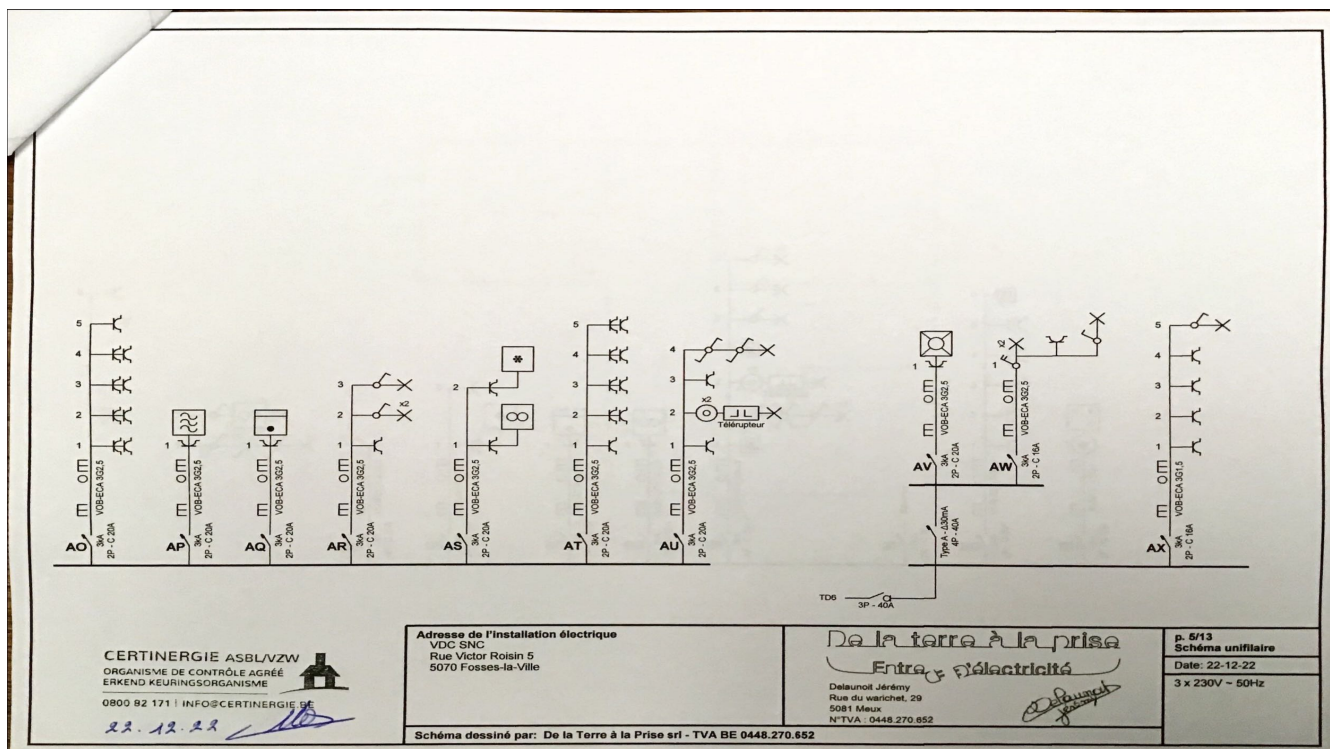 5
4
3
2
1
VOB-ECA 3G2,5
AO
3kA
2P - C 20A
1
VOB-ECA 3G2,5
AP
3kA
2P - C 20A
1
VOB-ECA 3G2,5
AQ
3kA
2P - C 20A
3
2
x2
1
VOB-ECA 3G2,5
AR
3kA
2P - C 20A
2
*
1
VOB-ECA 3G2,5
AS
3kA
2P - C 20A
5
4
3
2
1
VOB-ECA 3G2,5
AT
3kA
2P - C 20A
4
3
x2
2
Télérupteur
1
VOB-ECA 3G2,5
AU
3kA
2P - C 20A
1
VOB-ECA 3G2,5
AV
3kA
2P - C 20A
x2
1
VOB-ECA 3G2,5
AW
3kA
2P - C 16A
Type A - Δ30mA
4P - 40A
TD6
3P - 40A
5
4
3
2
1
VOB-ECA 3G1,5
AX
3kA
2P - C 16A
CERTINERGIE ASBL/VZW
ORGANISME DE CONTRÔLE AGRÉÉ
ERKEND KEURINGSORGANISME
0800 82 171 | INFO@CERTINERGIE.BE
22.12.22
Adresse de l'installation électrique
VDC SNC
Rue Victor Roisin 5
5070 Fosses-la-Ville
De la terre à la prise
Delaunoit Jérémy
Rue du warichet, 29
5081 Meux
N°TVA : 0448.270.652
Delaunoit
Jérémy
p. 5/13
Schéma unifilaire
Date: 22-12-22
3 x 230V ~ 50Hz
Schéma dessiné par: De la Terre à la Prise srl - TVA BE 0448.270.652